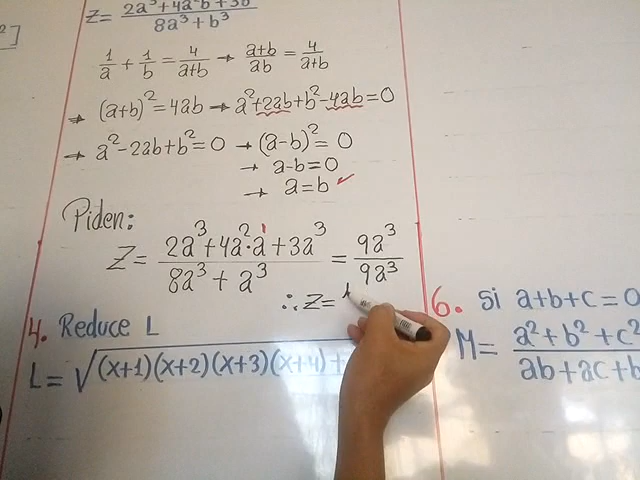 ²]
Z= 2a³+4a²b+3b / 8a³+b³
1/a + 1/b = 4/a+b → a+b/ab = 4/a+b
→ (a+b)²=4ab → a²+2ab+b²-4ab=0
→ a²-2ab+b²=0 → (a-b)²=0
→ a-b=0
→ a=b ✓
Piden:
Z= 2a³+4a²·a¹+3a³ / 8a³+a³ = 9a³/9a³
∴ Z=
4. Reduce L
L= √(x+1)(x+2)(x+3)(x+4)+
6. Si a+b+c=0
M= a²+b²+c² / ab+ac+b